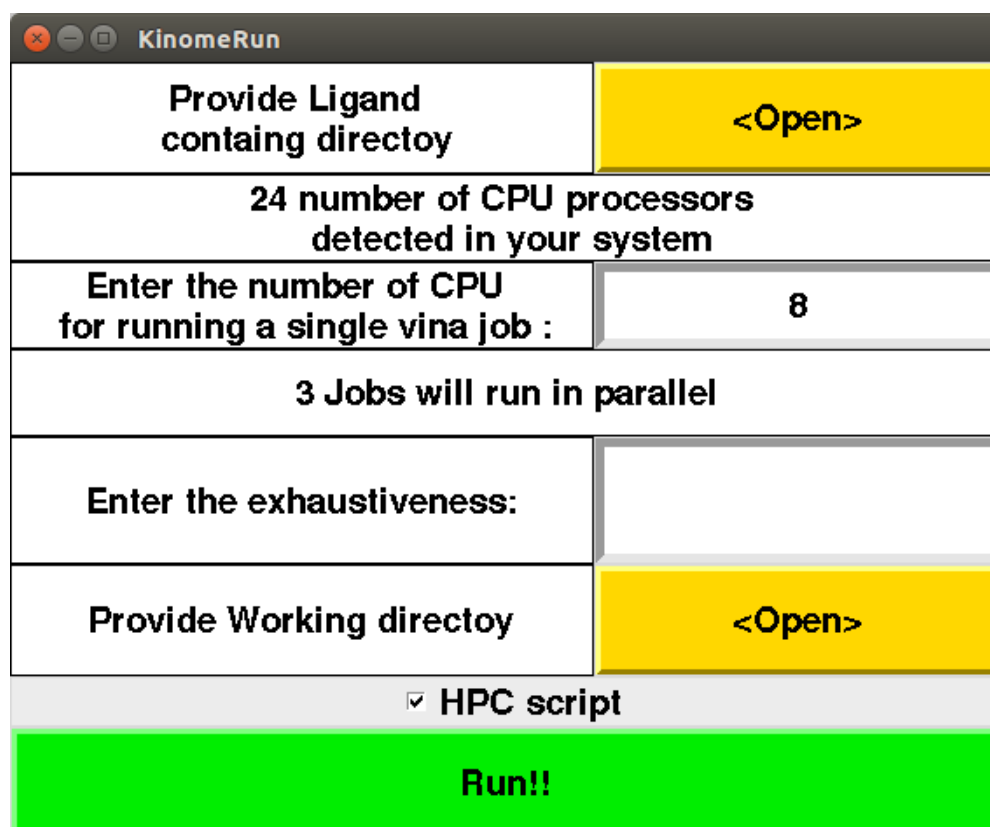 KinomeRun
Provide Ligand
containg directoy
<Open>
24 number of CPU processors
detected in your system
Enter the number of CPU
for running a single vina job :
8
3 Jobs will run in parallel
Enter the exhaustiveness:
Provide Working directoy
<Open>
HPC script
Run!!